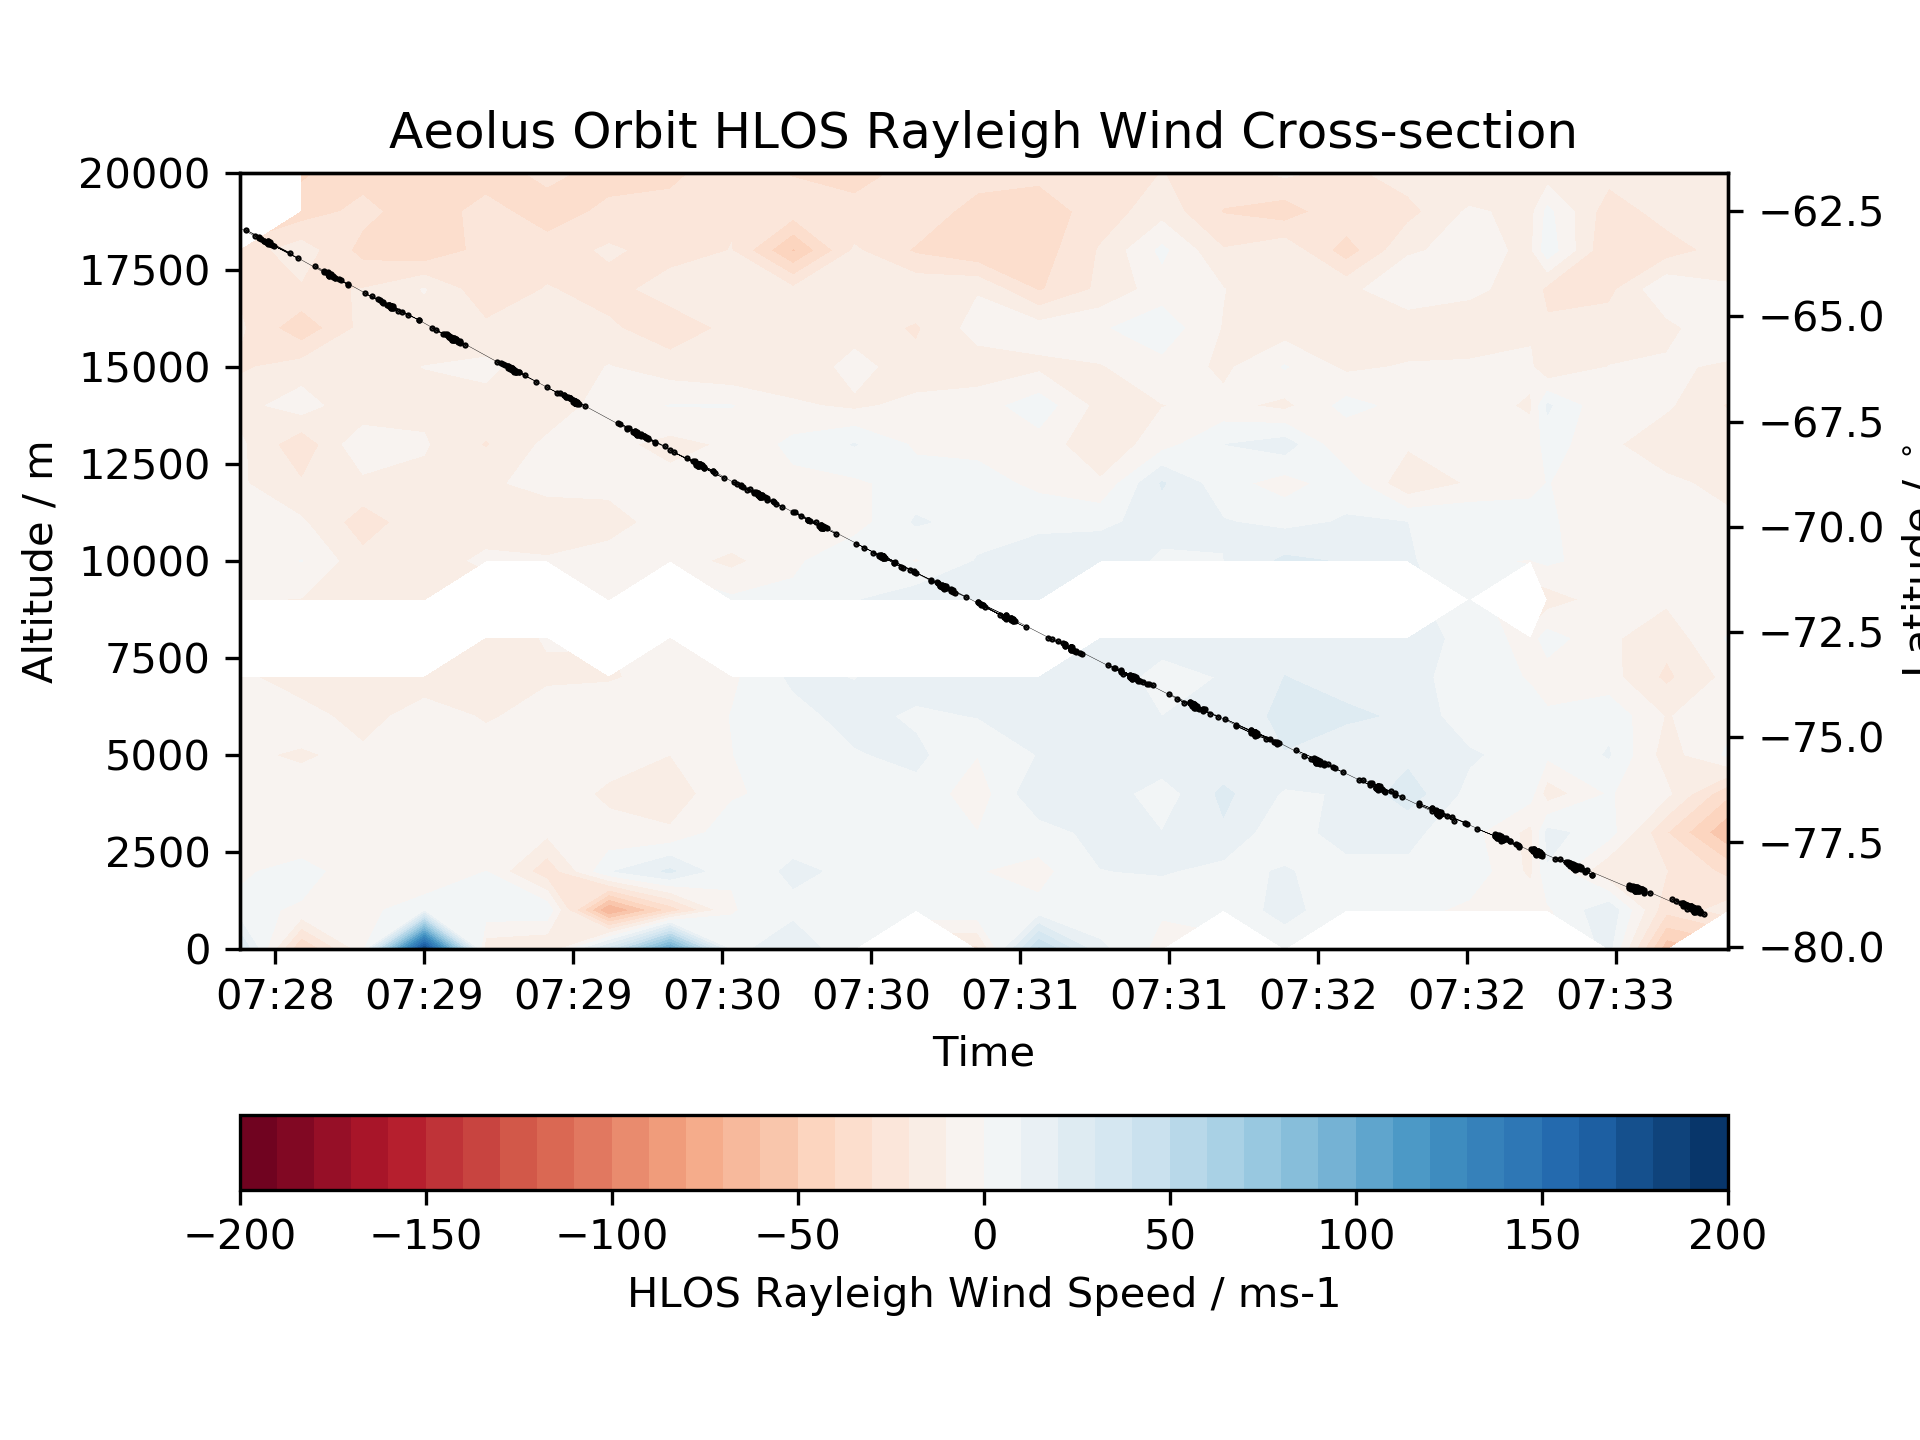 Aeolus Orbit HLOS Rayleigh Wind Cross-section
20000
17500
15000
12500
10000
7500
5000
2500
0
Altitude / m
−62.5
−65.0
−67.5
−70.0
−72.5
−75.0
−77.5
−80.0
Latitude / °
07:28 07:29 07:29 07:30 07:30 07:31 07:31 07:32 07:32 07:33
Time
−200 −150 −100 −50 0 50 100 150 200
HLOS Rayleigh Wind Speed / ms-1